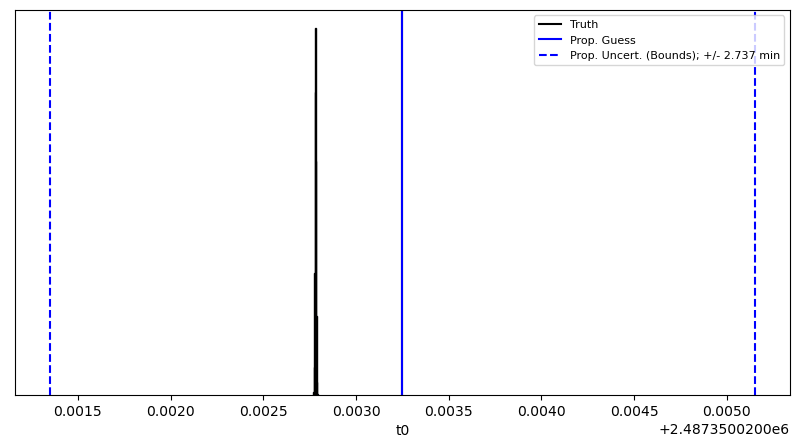 Truth
Prop. Guess
Prop. Uncert. (Bounds); +/- 2.737 min
0.0015 0.0020 0.0025 0.0030 0.0035 0.0040 0.0045 0.0050
t0
+2.4873500200e6